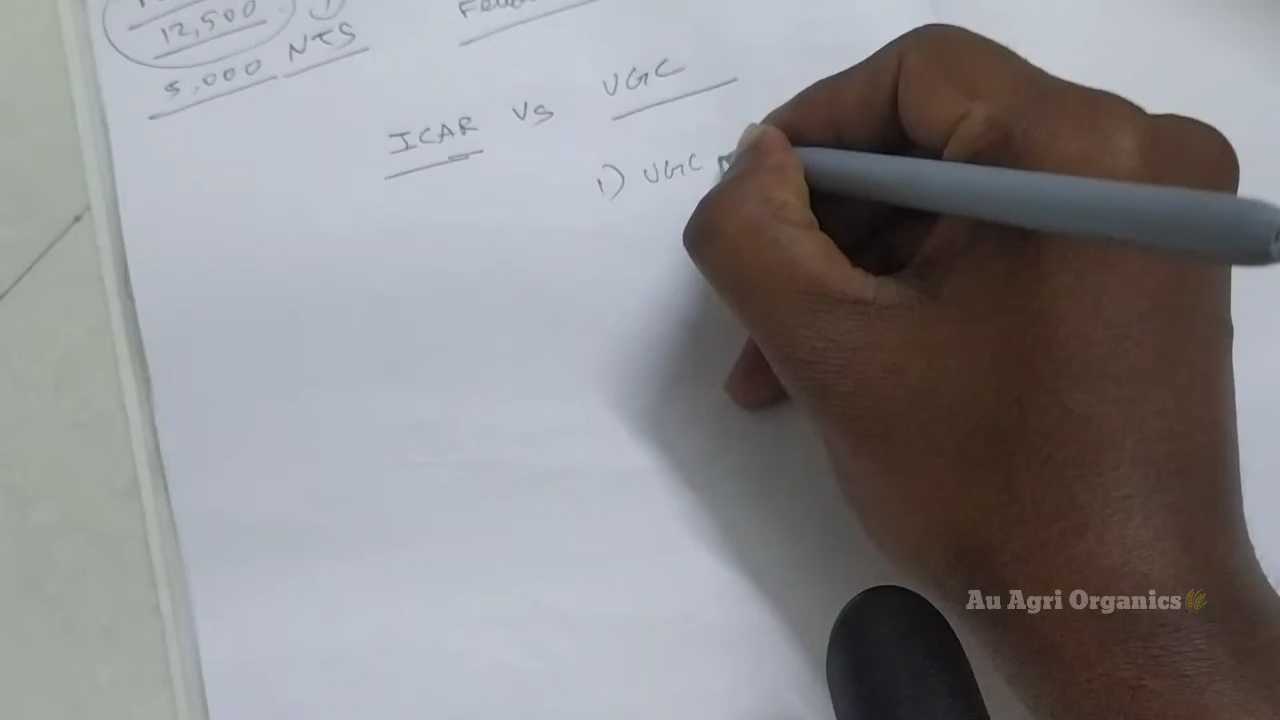 12,500
5,000 NTS
ICAR vs UGC
1) UGC
Au Agri Organics